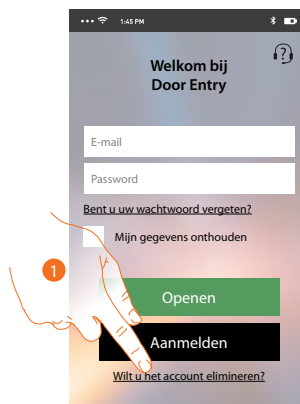 1:45 PM
?
Welkom bij
Door Entry
E-mail
Password
Bent u uw wachtwoord vergeten?
Mijn gegevens onthouden
1
Openen
Aanmelden
Wilt u het account elimineren?